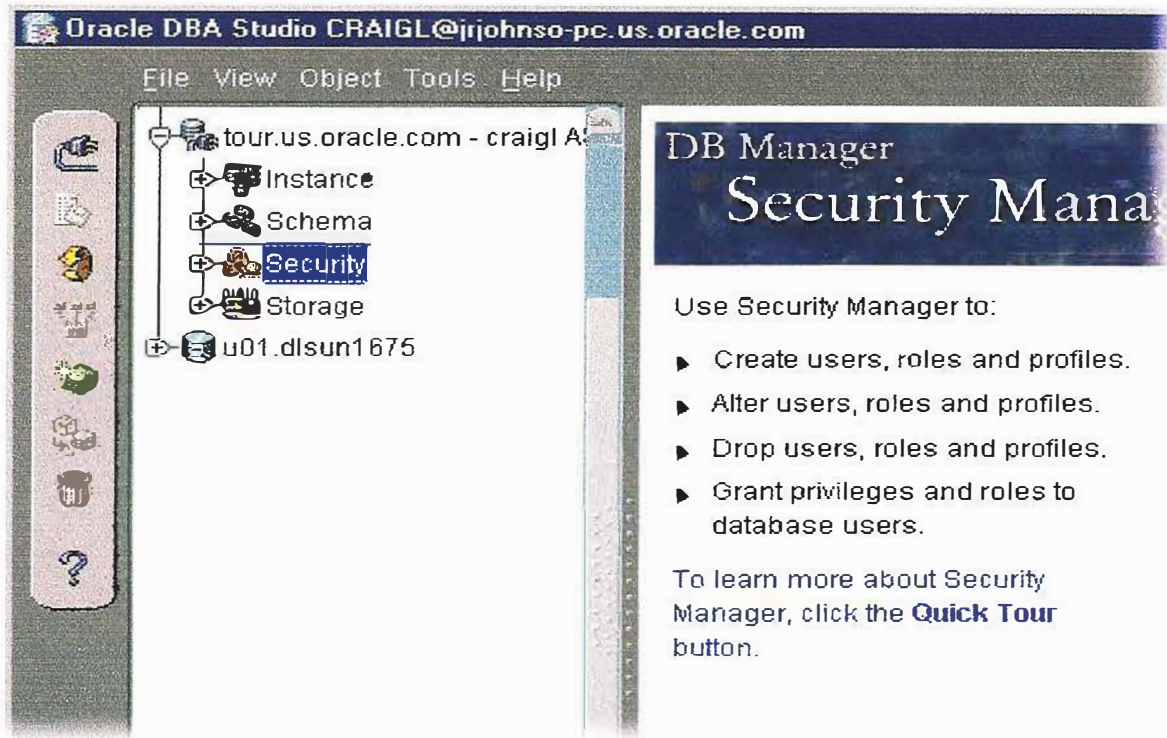 Oracle DBA Studio CRAIGL@jrjohnso-pc.us.oracle.com
File View Object Tools Help
tour.us.oracle.com - craigl A
Instance
Schema
Security
Storage
u01.dlsun1675
DB Manager
Security Mana
Use Security Manager to:
Create users, roles and profiles.
Alter users, roles and profiles.
Drop users, roles and profiles.
Grant privileges and roles to
database users.
To learn more about Security
Manager, click the Quick Tour
button.